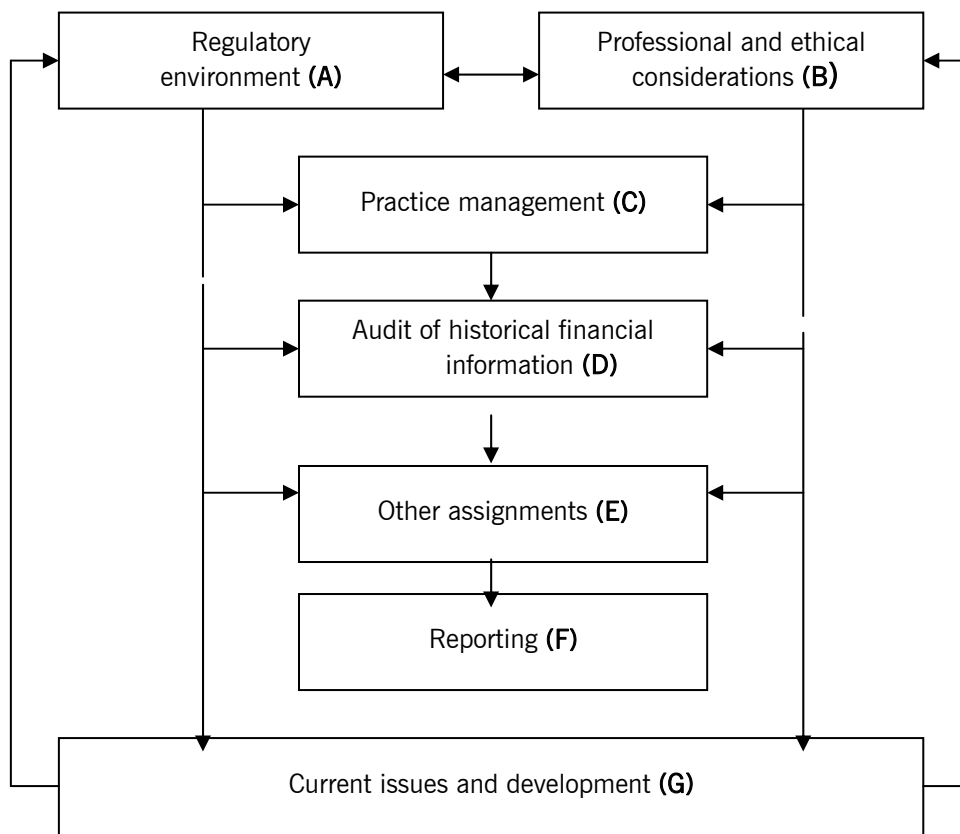 Regulatory
environment (A)
Professional and ethical
considerations (B)
Practice management (C)
Audit of historical financial
information (D)
Other assignments (E)
Reporting (F)
Current issues and development (G)